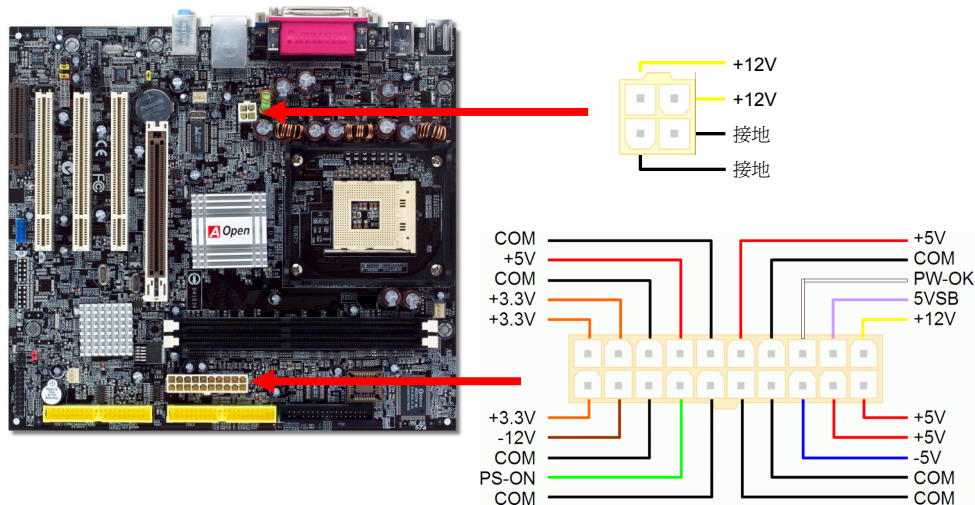 +12V
+12V
接地
接地
AOpen
COM
+5V
COM
+3.3V
+3.3V
+5V
COM
PW-OK
5VSB
+12V
+3.3V
-12V
COM
PS-ON
COM
+5V
+5V
-5V
COM
COM